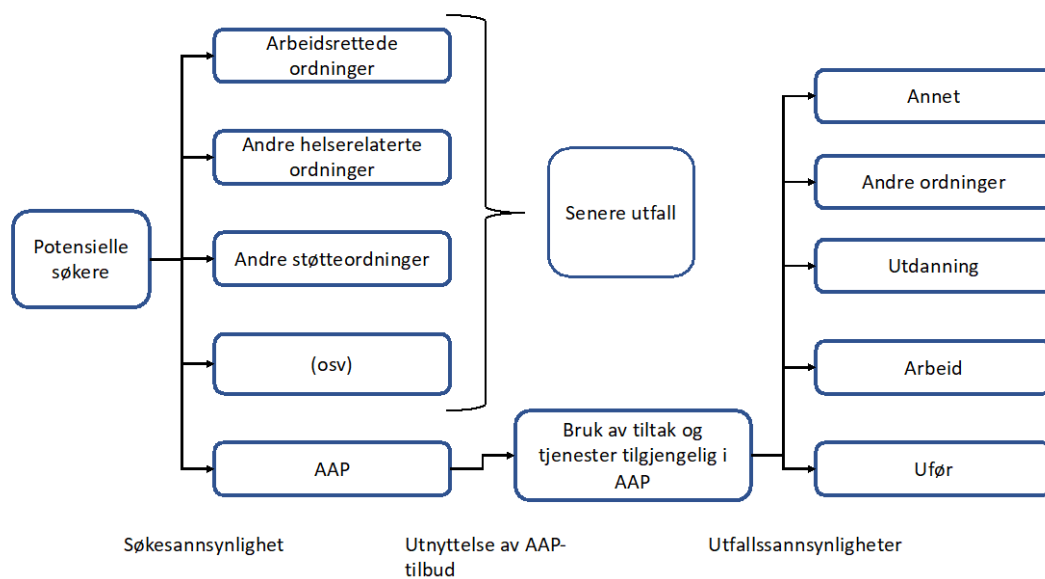 Potensielle
søkere
Arbeidsrettede
ordninger
Andre helserelaterte
ordninger
Andre støtteordninger
(osv)
AAP
Senere utfall
Bruk av tiltak og
tjenester tilgjengelig i
AAP
Annet
Andre ordninger
Utdanning
Arbeid
Ufør
Søkesannsynlighet
Utnyttelse av AAP-
tilbud
Utfallssannsynligheter